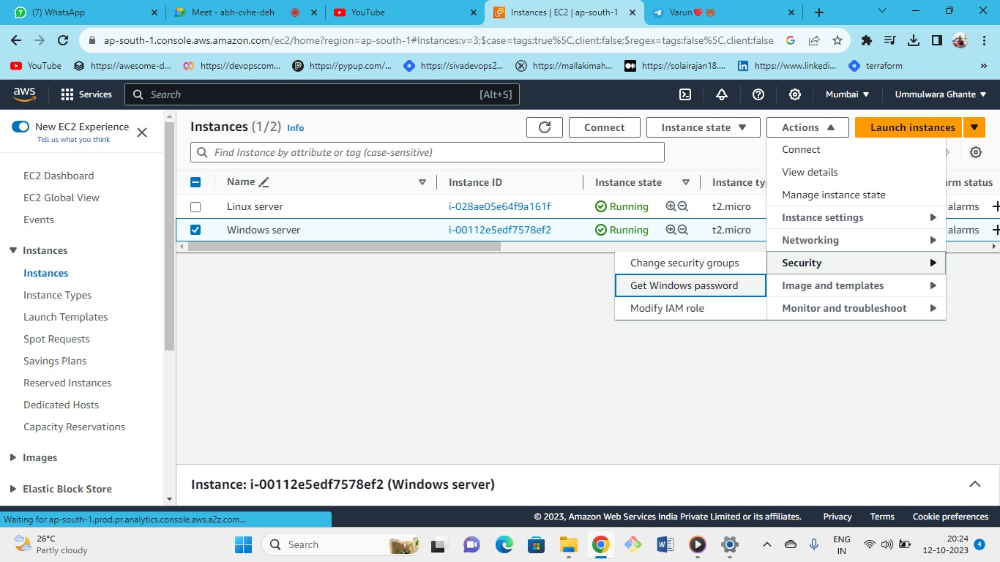 (7) WhatsApp
Meet - abh-cvhe-deh
YouTube
Instances | EC2 | ap-south-1
Varun❤️ 🐻
ap-south-1.console.aws.amazon.com/ec2/home?region=ap-south-1#Instances:v=3;$case=tags:true%5C,client:false;$regex=tags:false%5C,client:false
YouTube
https://awesome-d...
https://devopscom...
https://pypup.com/...
https://sivadevops2...
https://mallakimah...
https://solairajan18....
https://www.linkedi...
terraform
aws
Services
Search
[Alt+S]
Mumbai
Ummulwara Ghante
New EC2 Experience
Tell us what you think
EC2 Dashboard
EC2 Global View
Events
Instances
Instances
Instance Types
Launch Templates
Spot Requests
Savings Plans
Reserved Instances
Dedicated Hosts
Capacity Reservations
Images
Elastic Block Store
Instances (1/2) Info
Connect
Instance state
Actions
Launch instances
Find Instance by attribute or tag (case-sensitive)
Name
Instance ID
Instance state
Instance ty
rm status
Linux server
i-028ae05e64f9a161f
Running
t2.micro
alarms
Windows server
i-00112e5edf7578ef2
Running
t2.micro
alarms
Connect
View details
Manage instance state
Instance settings
Networking
Security
Image and templates
Monitor and troubleshoot
Change security groups
Get Windows password
Modify IAM role
Instance: i-00112e5edf7578ef2 (Windows server)
Waiting for ap-south-1.prod.pr.analytics.console.aws.a2z.com...
© 2023, Amazon Web Services India Private Limited or its affiliates.
Privacy
Terms
Cookie preferences
26°C
Partly cloudy
Search
ENG
IN
20:24
12-10-2023
4